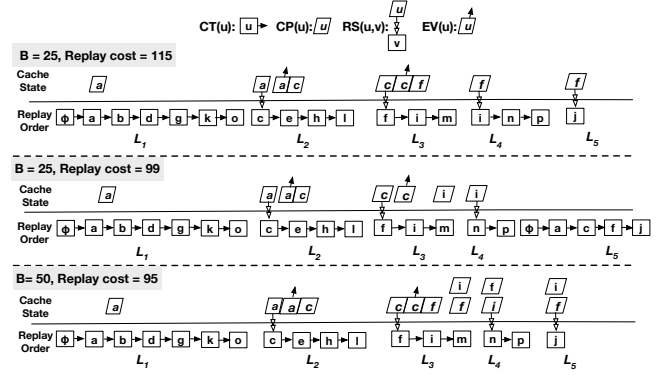 CT(u): u CP(u): u RS(u,v): u v EV(u): u
B = 25, Replay cost = 115
Cache State a a a c c c f f f
Replay Order ϕ a b d g k o c e h l f i m i n p j
L1 L2 L3 L4 L5
B = 25, Replay cost = 99
Cache State a a a c c c i i
Replay Order ϕ a b d g k o c e h l f i m n p ϕ a c f j
L1 L2 L3 L4 L5
B= 50, Replay cost = 95
i f i
Cache State a a a c c c f f i f
Replay Order ϕ a b d g k o c e h l f i m n p j
L1 L2 L3 L4 L5